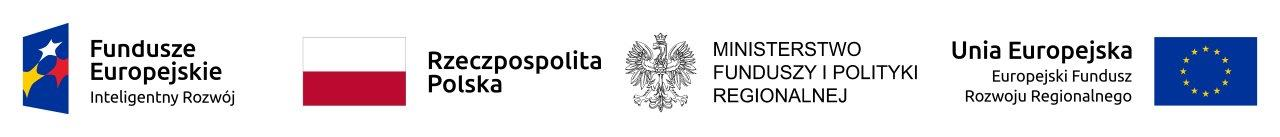 Fundusze
Europejskie
Inteligentny Rozwój
Rzeczpospolita
Polska
MINISTERSTWO
FUNDUSZY I POLITYKI
REGIONALNEJ
Unia Europejska
Europejski Fundusz
Rozwoju Regionalnego